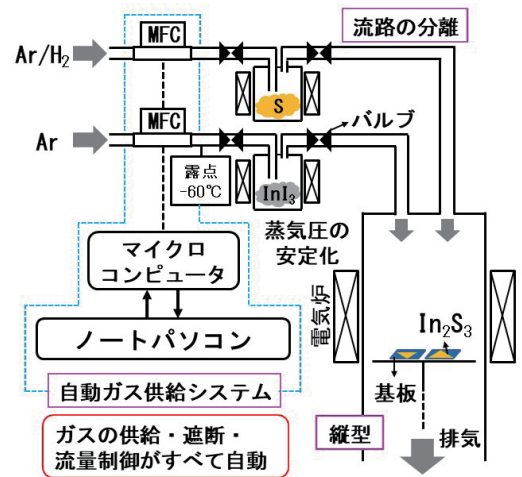 MFC
流路の分離
Ar/H2
S
MFC
バルブ
Ar
露点
-60℃
InI3
蒸気圧の
安定化
マイクロ
コンピュータ
電気炉
In2S3
ノートパソコン
基板
自動ガス供給システム
縦型
排気
ガスの供給・遮断・
流量制御がすべて自動